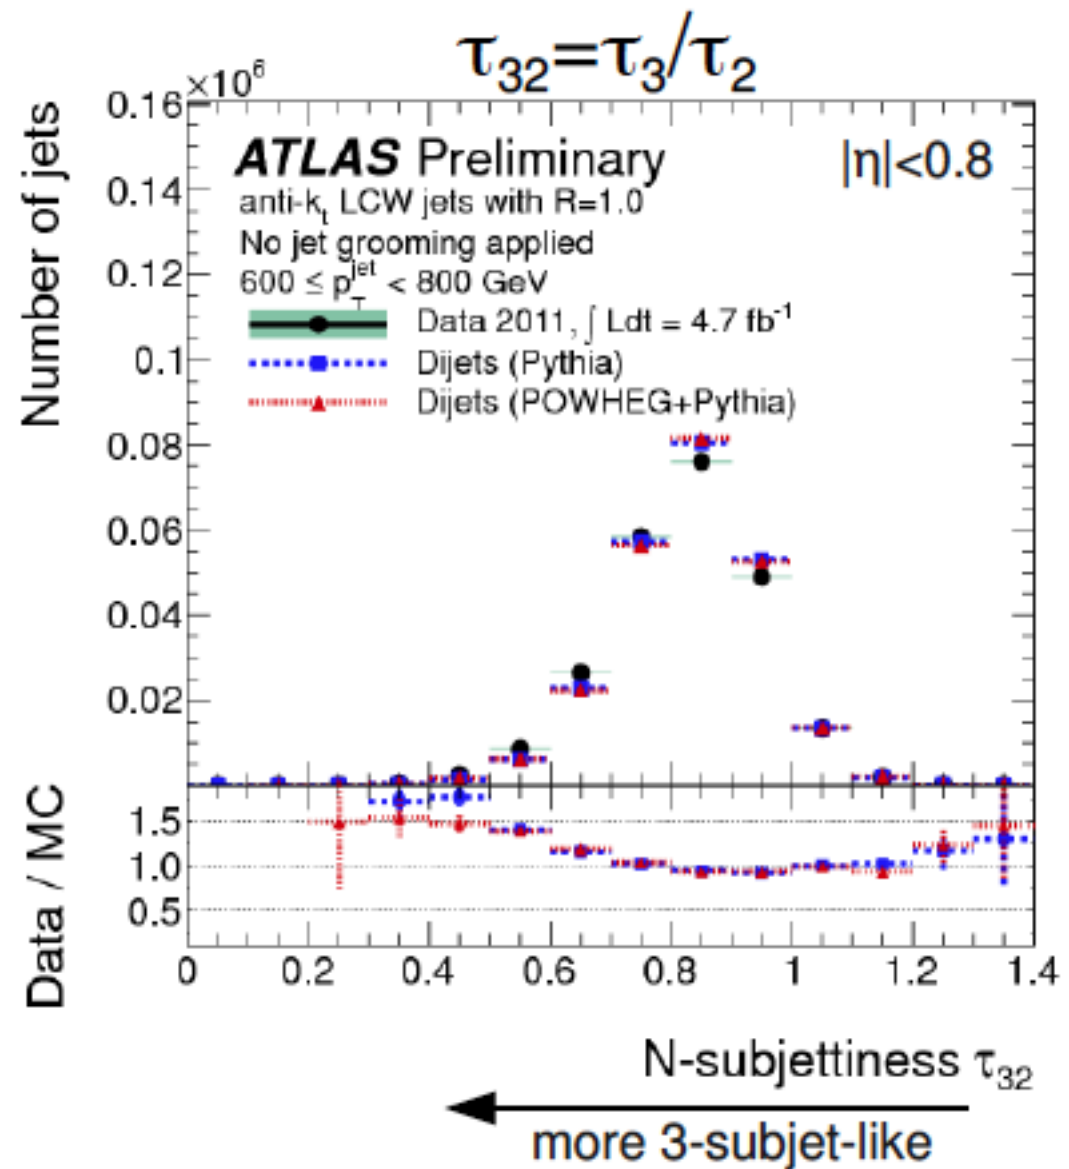 τ32=τ3/τ2
×10^6
Number of jets
0.16
0.14
0.12
0.1
0.08
0.06
0.04
0.02
ATLAS Preliminary
|η|<0.8
anti-k_t LCW jets with R=1.0
No jet grooming applied
600 ≤ p_T^jet < 800 GeV
Data 2011, ∫ Ldt = 4.7 fb^-1
Dijets (Pythia)
Dijets (POWHEG+Pythia)
Data / MC
1.5
1.0
0.5
0 0.2 0.4 0.6 0.8 1 1.2 1.4
N-subjettiness τ32
more 3-subjet-like